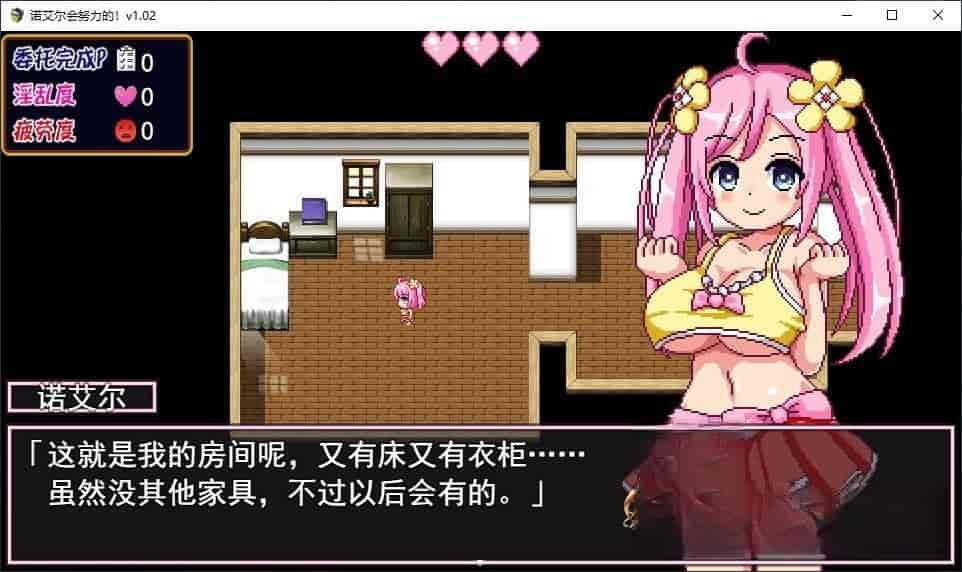 诺艾尔会努力的！v1.02
委托完成P 0
淫乱度 0
疲劳度 0
诺艾尔
「这就是我的房间呢，又有床又有衣柜……
虽然没其他家具，不过以后会有的。」